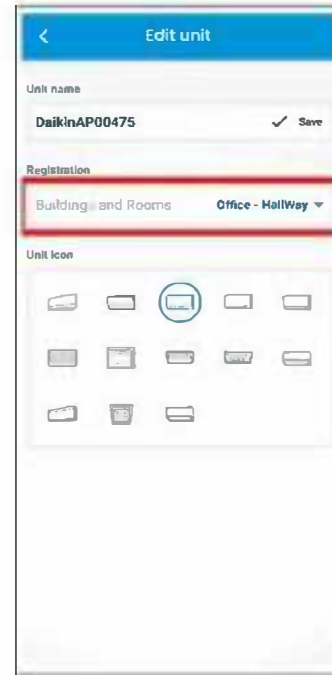 Edit unit
Unit name
DaikinAP00475 Save
Registration
Buildings and Rooms Office - HallWay
Unit Icon